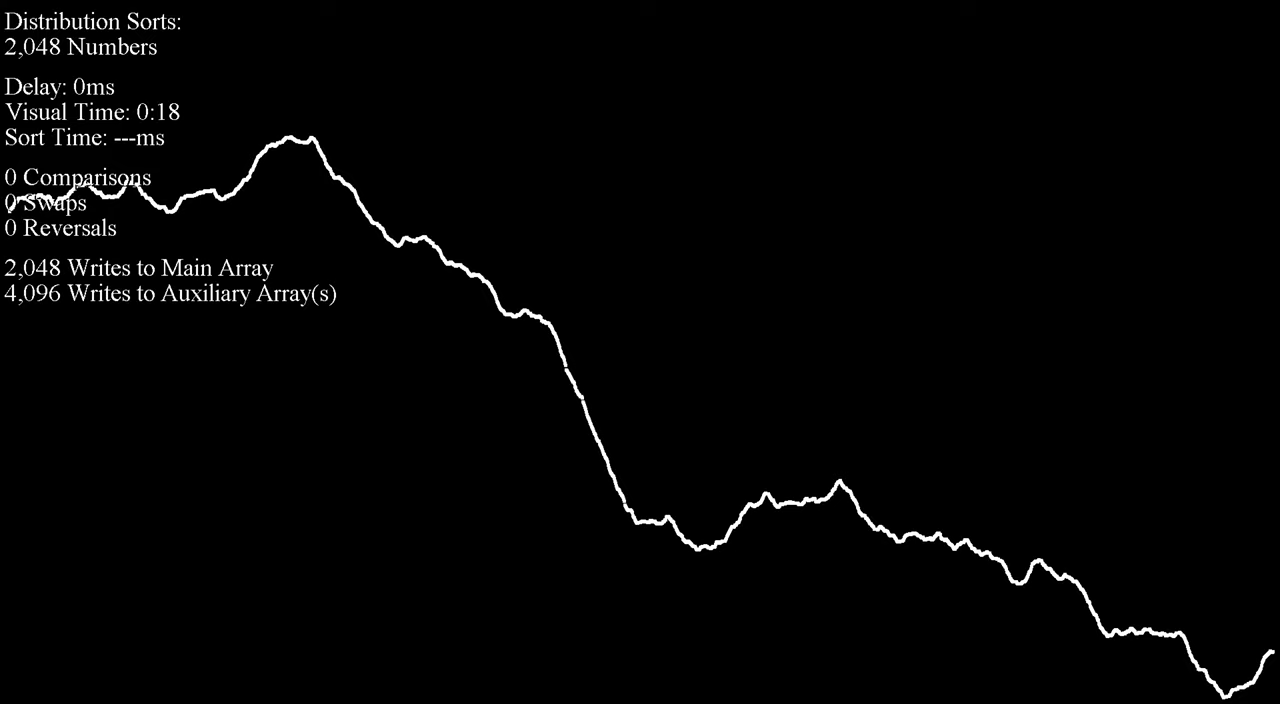 Distribution Sorts:
2,048 Numbers
Delay: 0ms
Visual Time: 0:18
Sort Time: ---ms
0 Comparisons
0 Swaps
0 Reversals
2,048 Writes to Main Array
4,096 Writes to Auxiliary Array(s)